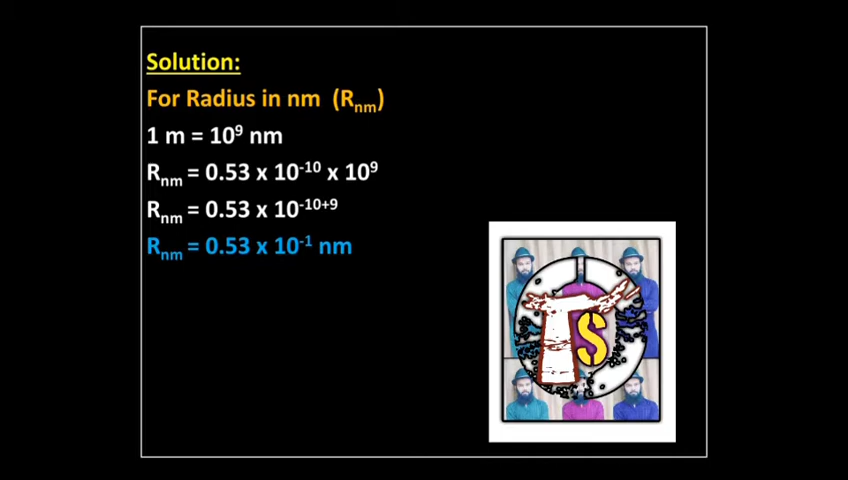 Solution:
For Radius in nm (Rₙₘ)
1 m = 10⁹ nm
Rₙₘ = 0.53 x 10⁻¹⁰ x 10⁹
Rₙₘ = 0.53 x 10⁻¹⁰⁺⁹
Rₙₘ = 0.53 x 10⁻¹ nm
TS